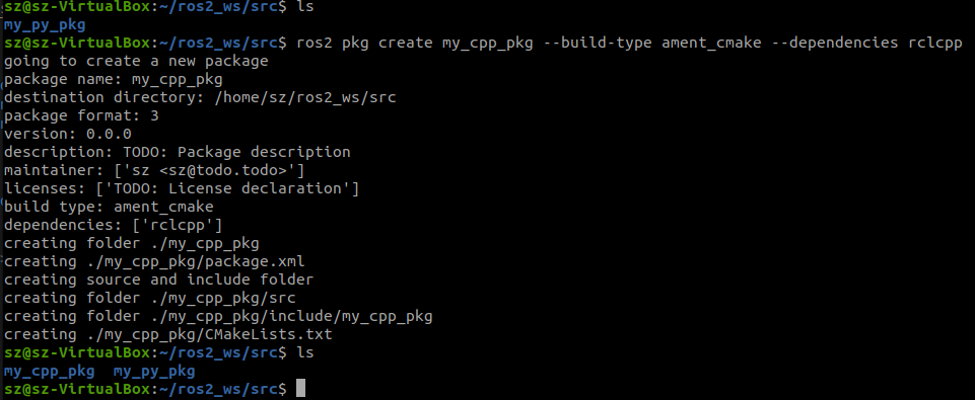 sz@sz-VirtualBox:~/ros2_ws/src$ ls
my_py_pkg
sz@sz-VirtualBox:~/ros2_ws/src$ ros2 pkg create my_cpp_pkg --build-type ament_cmake --dependencies rclcpp
going to create a new package
package name: my_cpp_pkg
destination directory: /home/sz/ros2_ws/src
package format: 3
version: 0.0.0
description: TODO: Package description
maintainer: ['sz <sz@todo.todo>']
licenses: ['TODO: License declaration']
build type: ament_cmake
dependencies: ['rclcpp']
creating folder ./my_cpp_pkg
creating ./my_cpp_pkg/package.xml
creating source and include folder
creating folder ./my_cpp_pkg/src
creating folder ./my_cpp_pkg/include/my_cpp_pkg
creating ./my_cpp_pkg/CMakeLists.txt
sz@sz-VirtualBox:~/ros2_ws/src$ ls
my_cpp_pkg  my_py_pkg
sz@sz-VirtualBox:~/ros2_ws/src$